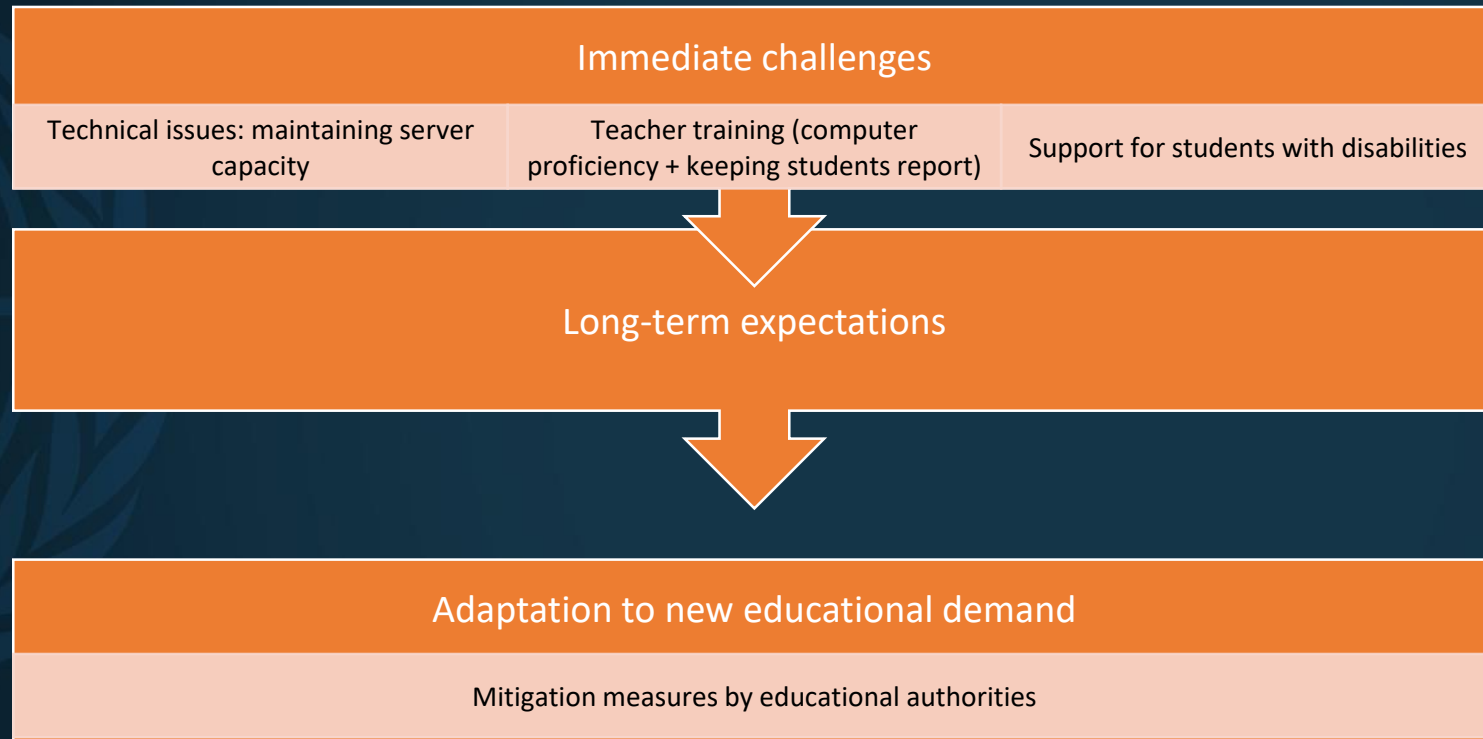 Immediate challenges
Technical issues: maintaining server
capacity
Teacher training (computer
proficiency + keeping students report)
Support for students with disabilities
Long-term expectations
Adaptation to new educational demand
Mitigation measures by educational authorities